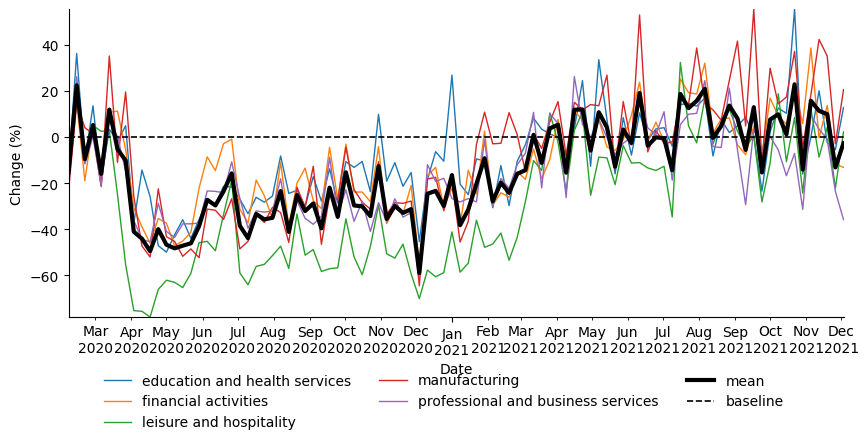 Change (%)
40
20
0
−20
−40
−60
Mar Apr May Jun Jul Aug Sep Oct Nov Dec Jan Feb Mar Apr May Jun Jul Aug Sep Oct Nov Dec
2020 2020 2020 2020 2020 2020 2020 2020 2020 2020 2021 2021 2021 2021 2021 2021 2021 2021 2021 2021 2021 2021
Date
education and health services
financial activities
leisure and hospitality
manufacturing
professional and business services
mean
baseline